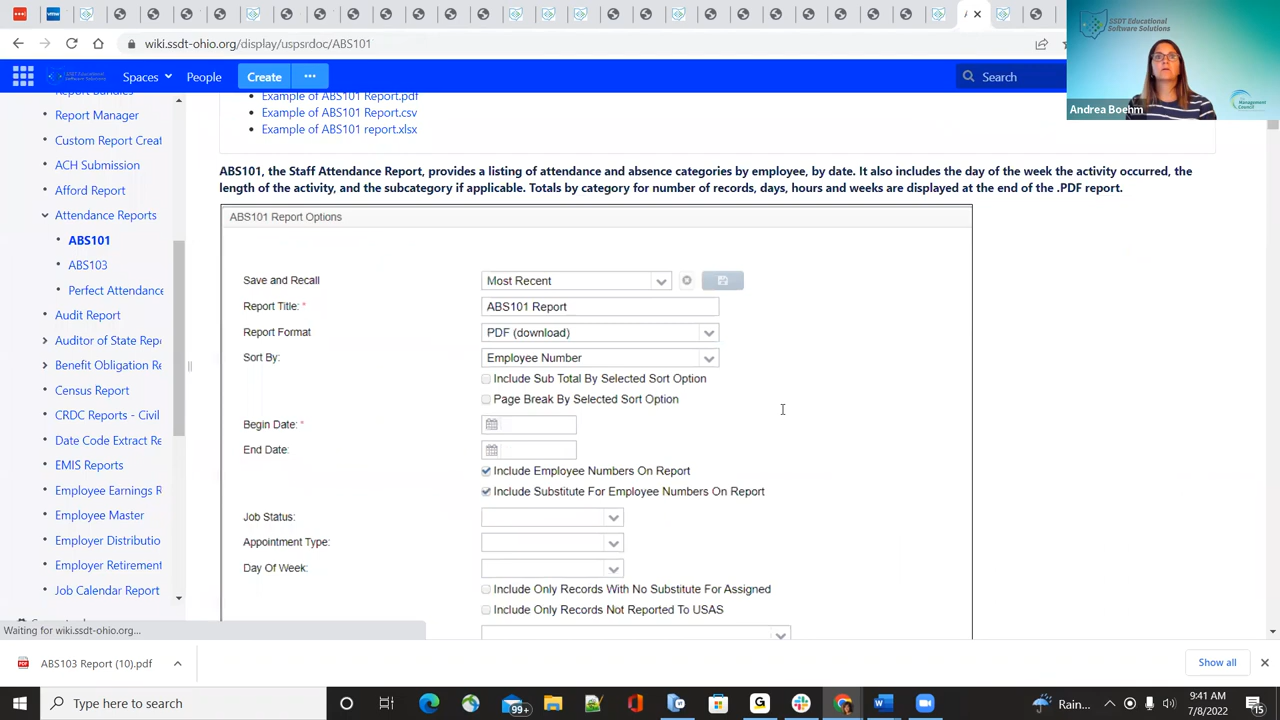 wiki.ssdt-ohio.org/display/uspsrdoc/ABS101
SSDT Educational
Software Solutions
Andrea Boehm
Management
Council
Spaces
People
Create
Search
Report Manager
Custom Report Creat
ACH Submission
Afford Report
Attendance Reports
ABS101
ABS103
Perfect Attendance
Audit Report
Auditor of State Repo
Benefit Obligation Re
Census Report
CRDC Reports - Civil
Date Code Extract Re
EMIS Reports
Employee Earnings R
Employee Master
Employer Distributio
Employer Retirement
Job Calendar Report
Example of ABS101 Report.pdf
Example of ABS101 Report.csv
Example of ABS101 report.xlsx
ABS101, the Staff Attendance Report, provides a listing of attendance and absence categories by employee, by date. It also includes the day of the week the activity occurred, the
length of the activity, and the subcategory if applicable. Totals by category for number of records, days, hours and weeks are displayed at the end of the .PDF report.
ABS101 Report Options
Save and Recall Most Recent
Report Title: * ABS101 Report
Report Format PDF (download)
Sort By: Employee Number
Include Sub Total By Selected Sort Option
Page Break By Selected Sort Option
Begin Date: *
End Date:
Include Employee Numbers On Report
Include Substitute For Employee Numbers On Report
Job Status:
Appointment Type:
Day Of Week:
Include Only Records With No Substitute For Assigned
Include Only Records Not Reported To USAS
Waiting for wiki.ssdt-ohio.org...
ABS103 Report (10).pdf
Show all
Type here to search
99+
Rain...
9:41 AM
7/8/2022
15